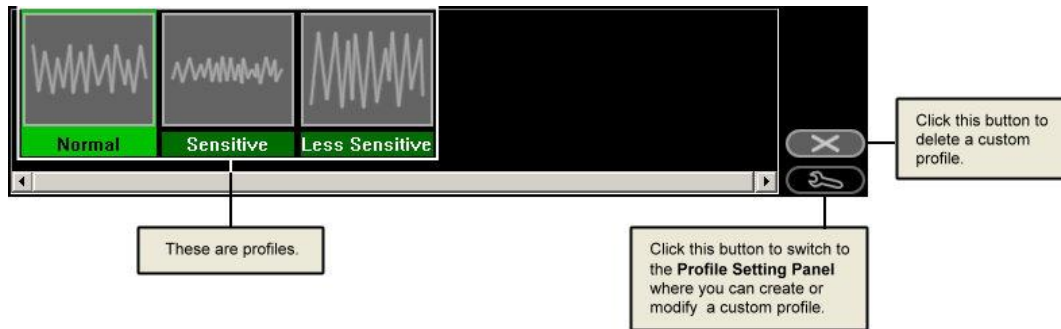 Normal
Sensitive
Less Sensitive
Click this button to
delete a custom
profile.
These are profiles.
Click this button to switch to
the Profile Setting Panel
where you can create or
modify a custom profile.